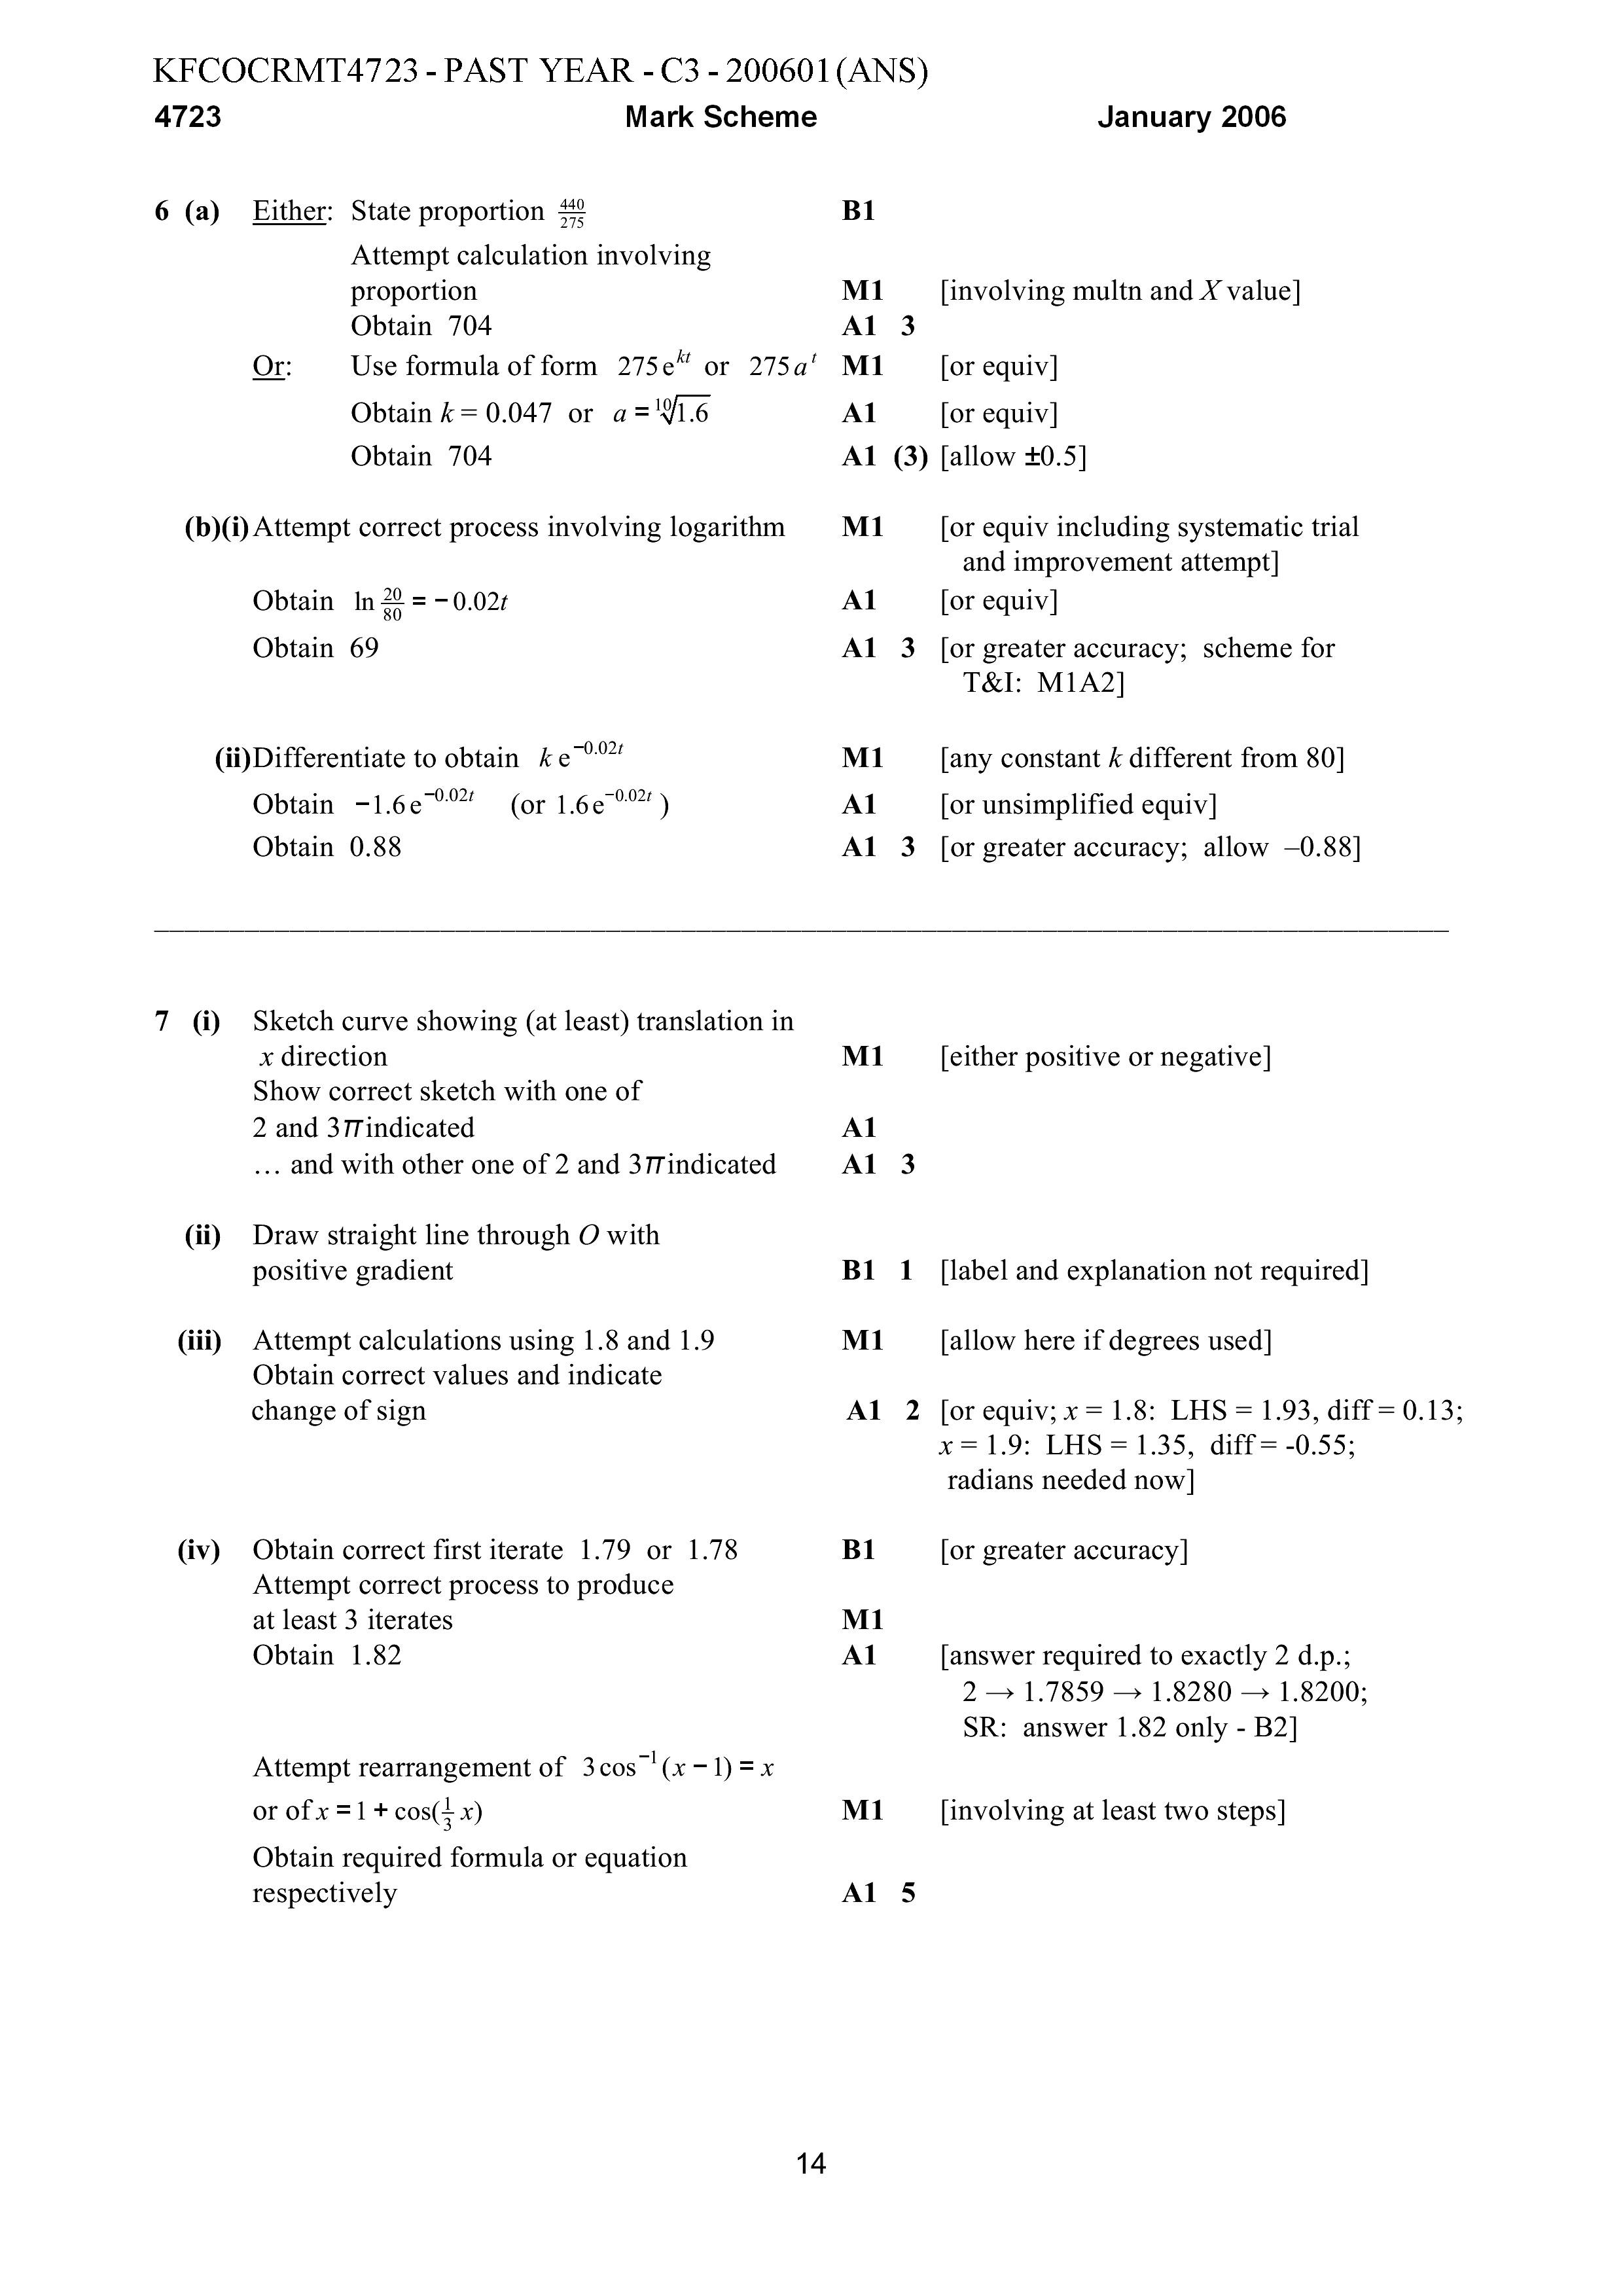 KFCOCRMT4723 - PAST YEAR - C3 - 200601(ANS)
4723 Mark Scheme January 2006
6 (a) Either: State proportion 440/275 B1
Attempt calculation involving
proportion M1 [involving multn and X value]
Obtain 704 A1 3
Or: Use formula of form 275e^{kt} or 275a^t M1 [or equiv]
Obtain k = 0.047 or a = ¹⁰√1.6 A1 [or equiv]
Obtain 704 A1 (3) [allow ±0.5]
(b)(i) Attempt correct process involving logarithm M1 [or equiv including systematic trial
and improvement attempt]
Obtain ln 20/80 = −0.02t A1 [or equiv]
Obtain 69 A1 3 [or greater accuracy; scheme for
T&I: M1A2]
(ii) Differentiate to obtain k e^{−0.02t} M1 [any constant k different from 80]
Obtain −1.6e^{−0.02t} (or 1.6e^{−0.02t}) A1 [or unsimplified equiv]
Obtain 0.88 A1 3 [or greater accuracy; allow –0.88]
7 (i) Sketch curve showing (at least) translation in
x direction M1 [either positive or negative]
Show correct sketch with one of
2 and 3π indicated A1
… and with other one of 2 and 3π indicated A1 3
(ii) Draw straight line through O with
positive gradient B1 1 [label and explanation not required]
(iii) Attempt calculations using 1.8 and 1.9 M1 [allow here if degrees used]
Obtain correct values and indicate
change of sign A1 2 [or equiv; x = 1.8: LHS = 1.93, diff = 0.13;
x = 1.9: LHS = 1.35, diff = -0.55;
radians needed now]
(iv) Obtain correct first iterate 1.79 or 1.78 B1 [or greater accuracy]
Attempt correct process to produce
at least 3 iterates M1
Obtain 1.82 A1 [answer required to exactly 2 d.p.;
2 → 1.7859 → 1.8280 → 1.8200;
SR: answer 1.82 only - B2]
Attempt rearrangement of 3cos⁻¹(x − 1) = x
or of x = 1 + cos(⅓x) M1 [involving at least two steps]
Obtain required formula or equation
respectively A1 5
14